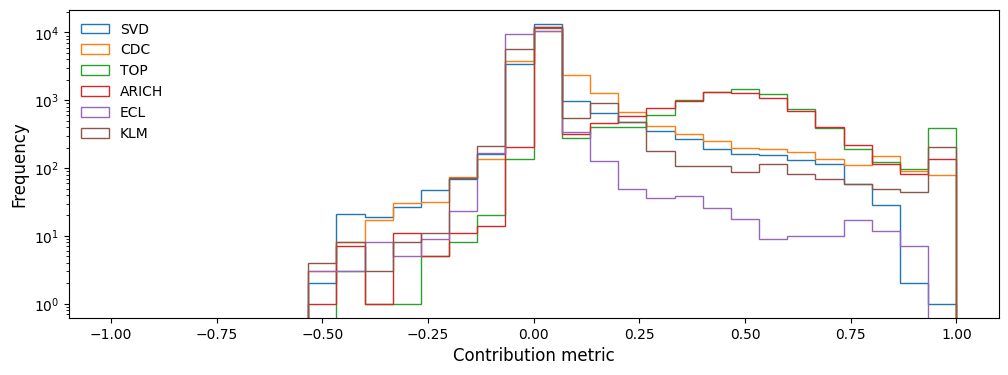 SVD
CDC
TOP
ARICH
ECL
KLM
Frequency
10⁴
10³
10²
10¹
10⁰
−1.00 −0.75 −0.50 −0.25 0.00 0.25 0.50 0.75 1.00
Contribution metric